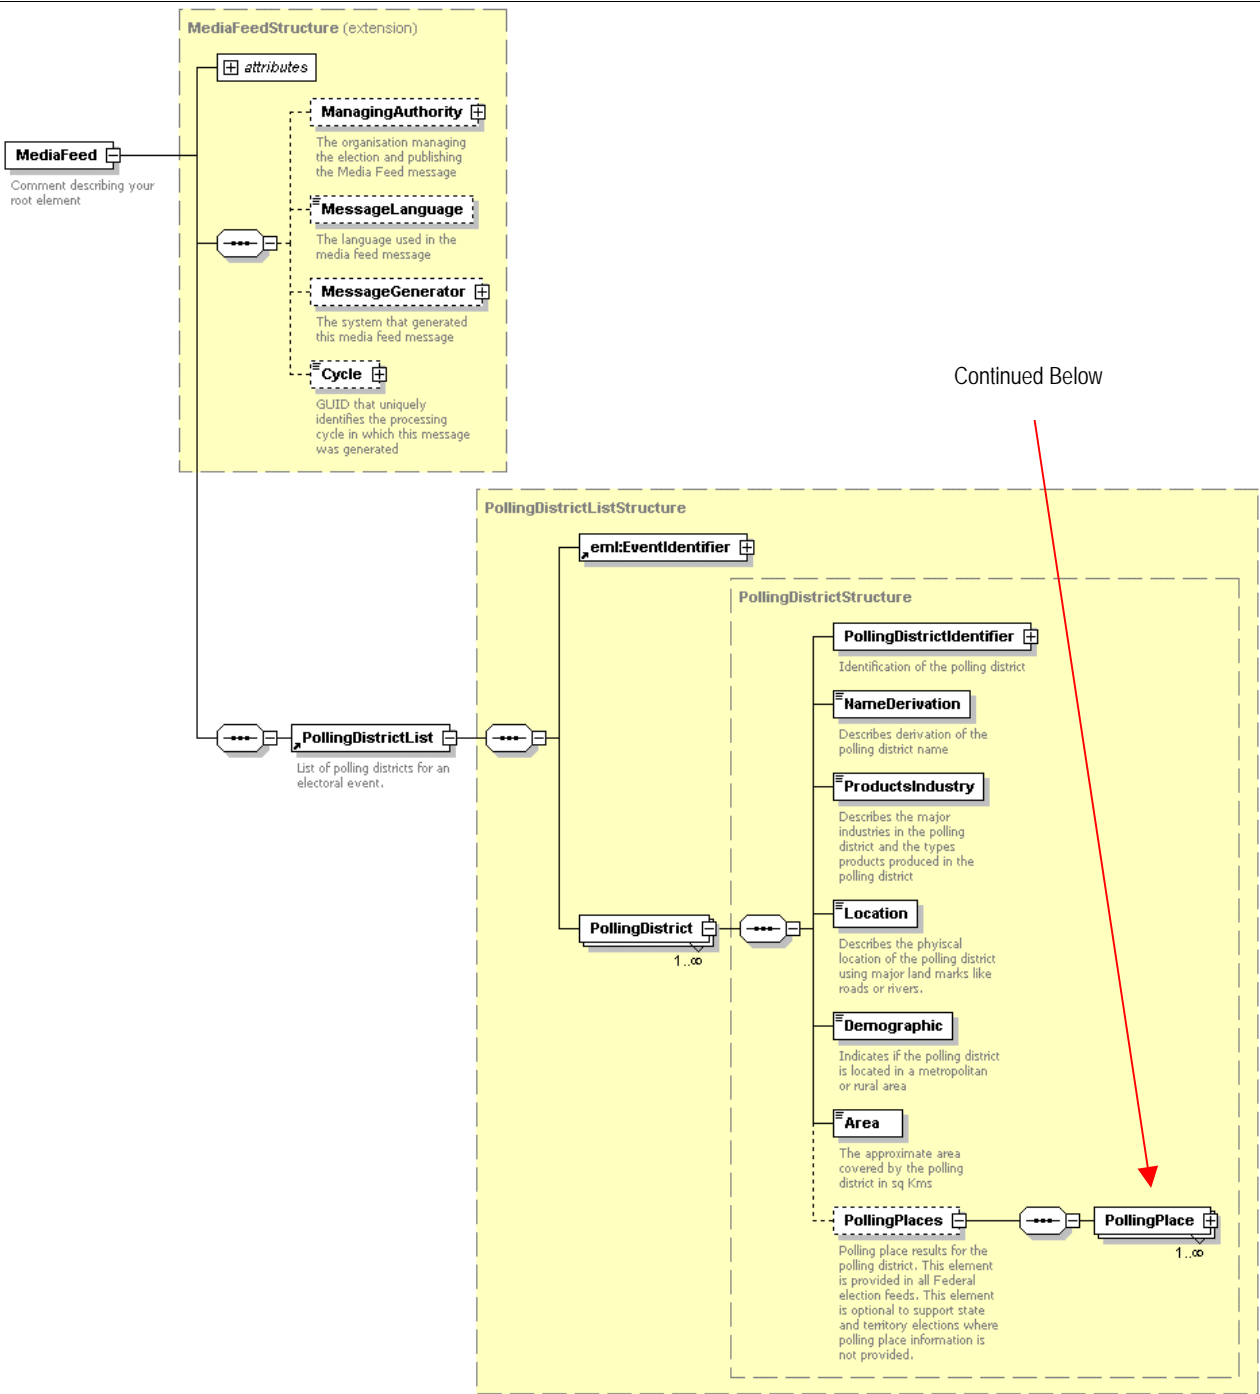 MediaFeedStructure (extension)
attributes
ManagingAuthority
The organisation managing
the election and publishing
the Media Feed message
MediaFeed
Comment describing your
root element
MessageLanguage
The language used in the
media feed message
MessageGenerator
The system that generated
this media feed message
Cycle
GUID that uniquely
identifies the processing
cycle in which this message
was generated
Continued Below
PollingDistrictListStructure
eml:EventIdentifier
PollingDistrictStructure
PollingDistrictIdentifier
Identification of the polling district
NameDerivation
Describes derivation of the
polling district name
PollingDistrictList
List of polling districts for an
electoral event.
ProductsIndustry
Describes the major
industries in the polling
district and the types
products produced in the
polling district
PollingDistrict
1..∞
Location
Describes the phyiscal
location of the polling district
using major land marks like
roads or rivers.
Demographic
Indicates if the polling district
is located in a metropolitan
or rural area
Area
The approximate area
covered by the polling
district in sq Kms
PollingPlaces
Polling place results for the
polling district. This element
is provided in all Federal
election feeds. This element
is optional to support state
and territory elections where
polling place information is
not provided.
PollingPlace
1..∞